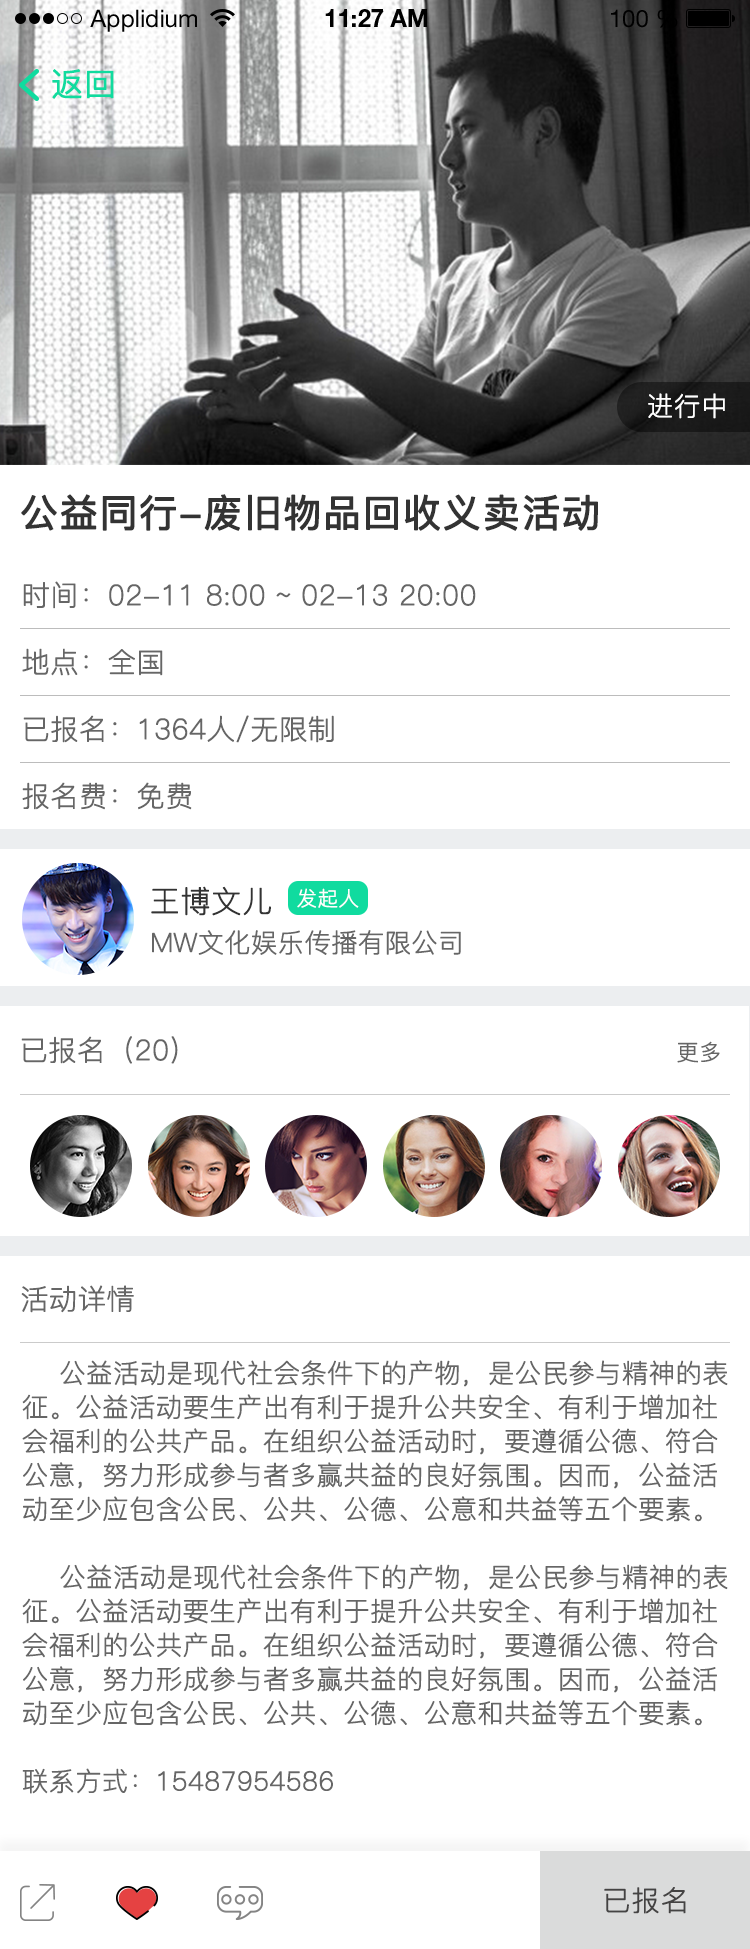 Applidium 11:27 AM 100 %
返回
进行中
公益同行-废旧物品回收义卖活动
时间：02-11 8:00 ~ 02-13 20:00
地点：全国
已报名：1364人/无限制
报名费：免费
王博文儿 发起人
MW文化娱乐传播有限公司
已报名（20） 更多
活动详情
公益活动是现代社会条件下的产物，是公民参与精神的表
征。公益活动要生产出有利于提升公共安全、有利于增加社
会福利的公共产品。在组织公益活动时，要遵循公德、符合
公意，努力形成参与者多赢共益的良好氛围。因而，公益活
动至少应包含公民、公共、公德、公意和共益等五个要素。
公益活动是现代社会条件下的产物，是公民参与精神的表
征。公益活动要生产出有利于提升公共安全、有利于增加社
会福利的公共产品。在组织公益活动时，要遵循公德、符合
公意，努力形成参与者多赢共益的良好氛围。因而，公益活
动至少应包含公民、公共、公德、公意和共益等五个要素。
联系方式：15487954586
已报名